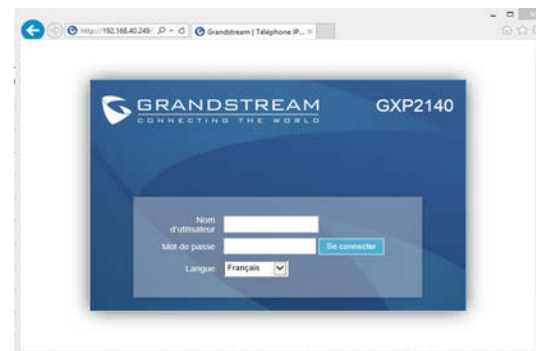 http://192.168.40.249/
Grandstream | Téléphone IP...
GRANDSTREAM
CONNECTING THE WORLD
GXP2140
Nom
d'utilisateur
Mot de passe
Se connecter
Langue
Français